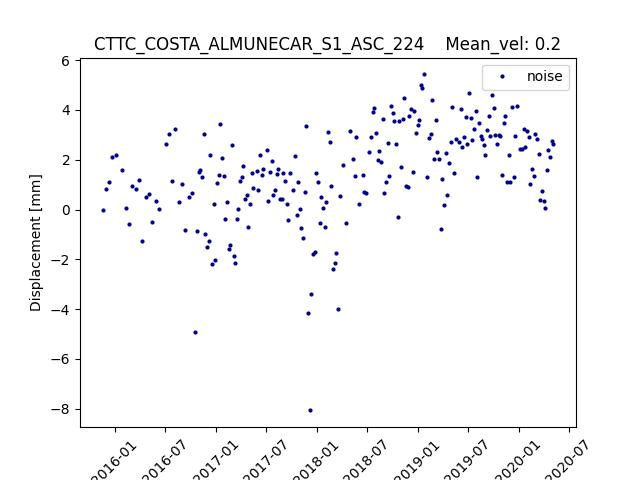 CTTC_COSTA_ALMUNECAR_S1_ASC_224 Mean_vel: 0.2
noise
Displacement [mm]
6
4
2
0
−2
−4
−6
−8
2016-01 2016-07 2017-01 2017-07 2018-01 2018-07 2019-01 2019-07 2020-01 2020-07